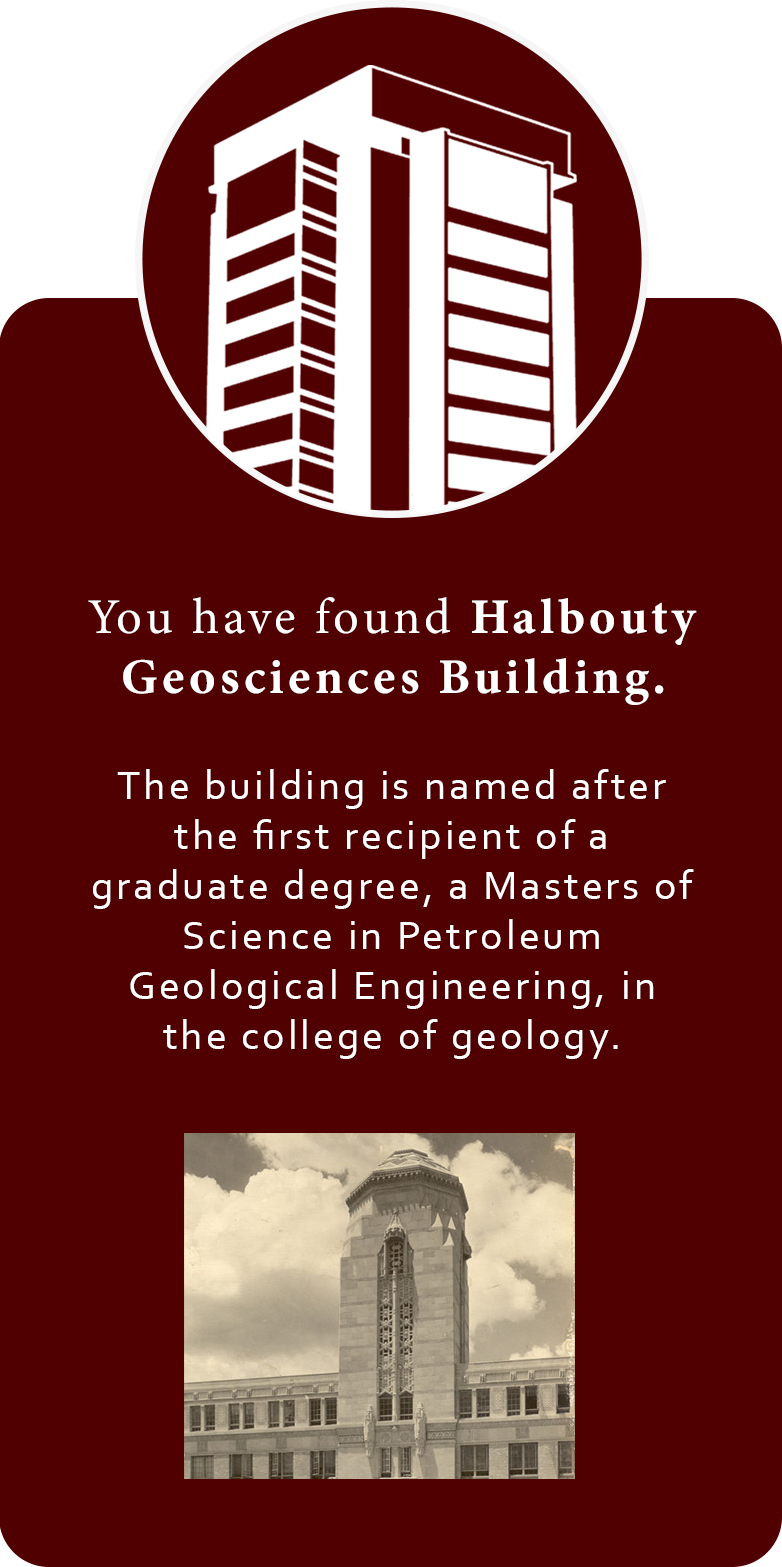 You have found Halbouty
Geosciences Building.
The building is named after
the first recipient of a
graduate degree, a Masters of
Science in Petroleum
Geological Engineering, in
the college of geology.